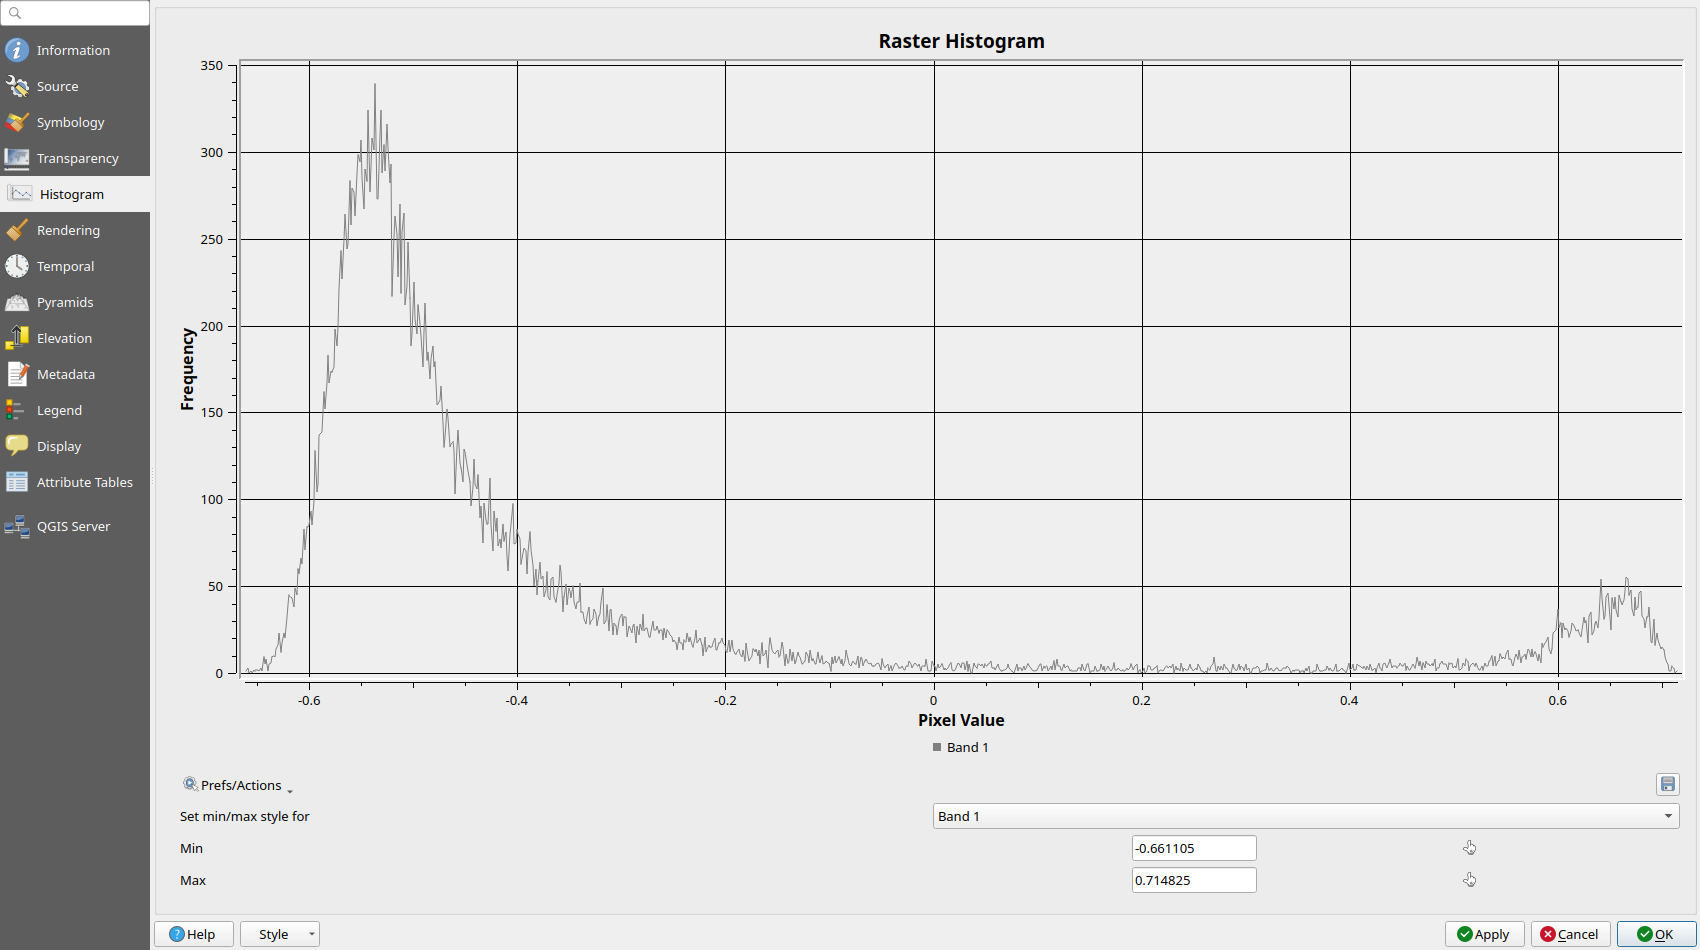 Information
Source
Symbology
Transparency
Histogram
Rendering
Temporal
Pyramids
Elevation
Metadata
Legend
Display
Attribute Tables
QGIS Server
Raster Histogram
350
300
250
200
150
100
50
0
Frequency
-0.6 -0.4 -0.2 0 0.2 0.4 0.6
Pixel Value
Band 1
Prefs/Actions
Set min/max style for Band 1
Min -0.661105
Max 0.714825
Help Style Apply Cancel OK